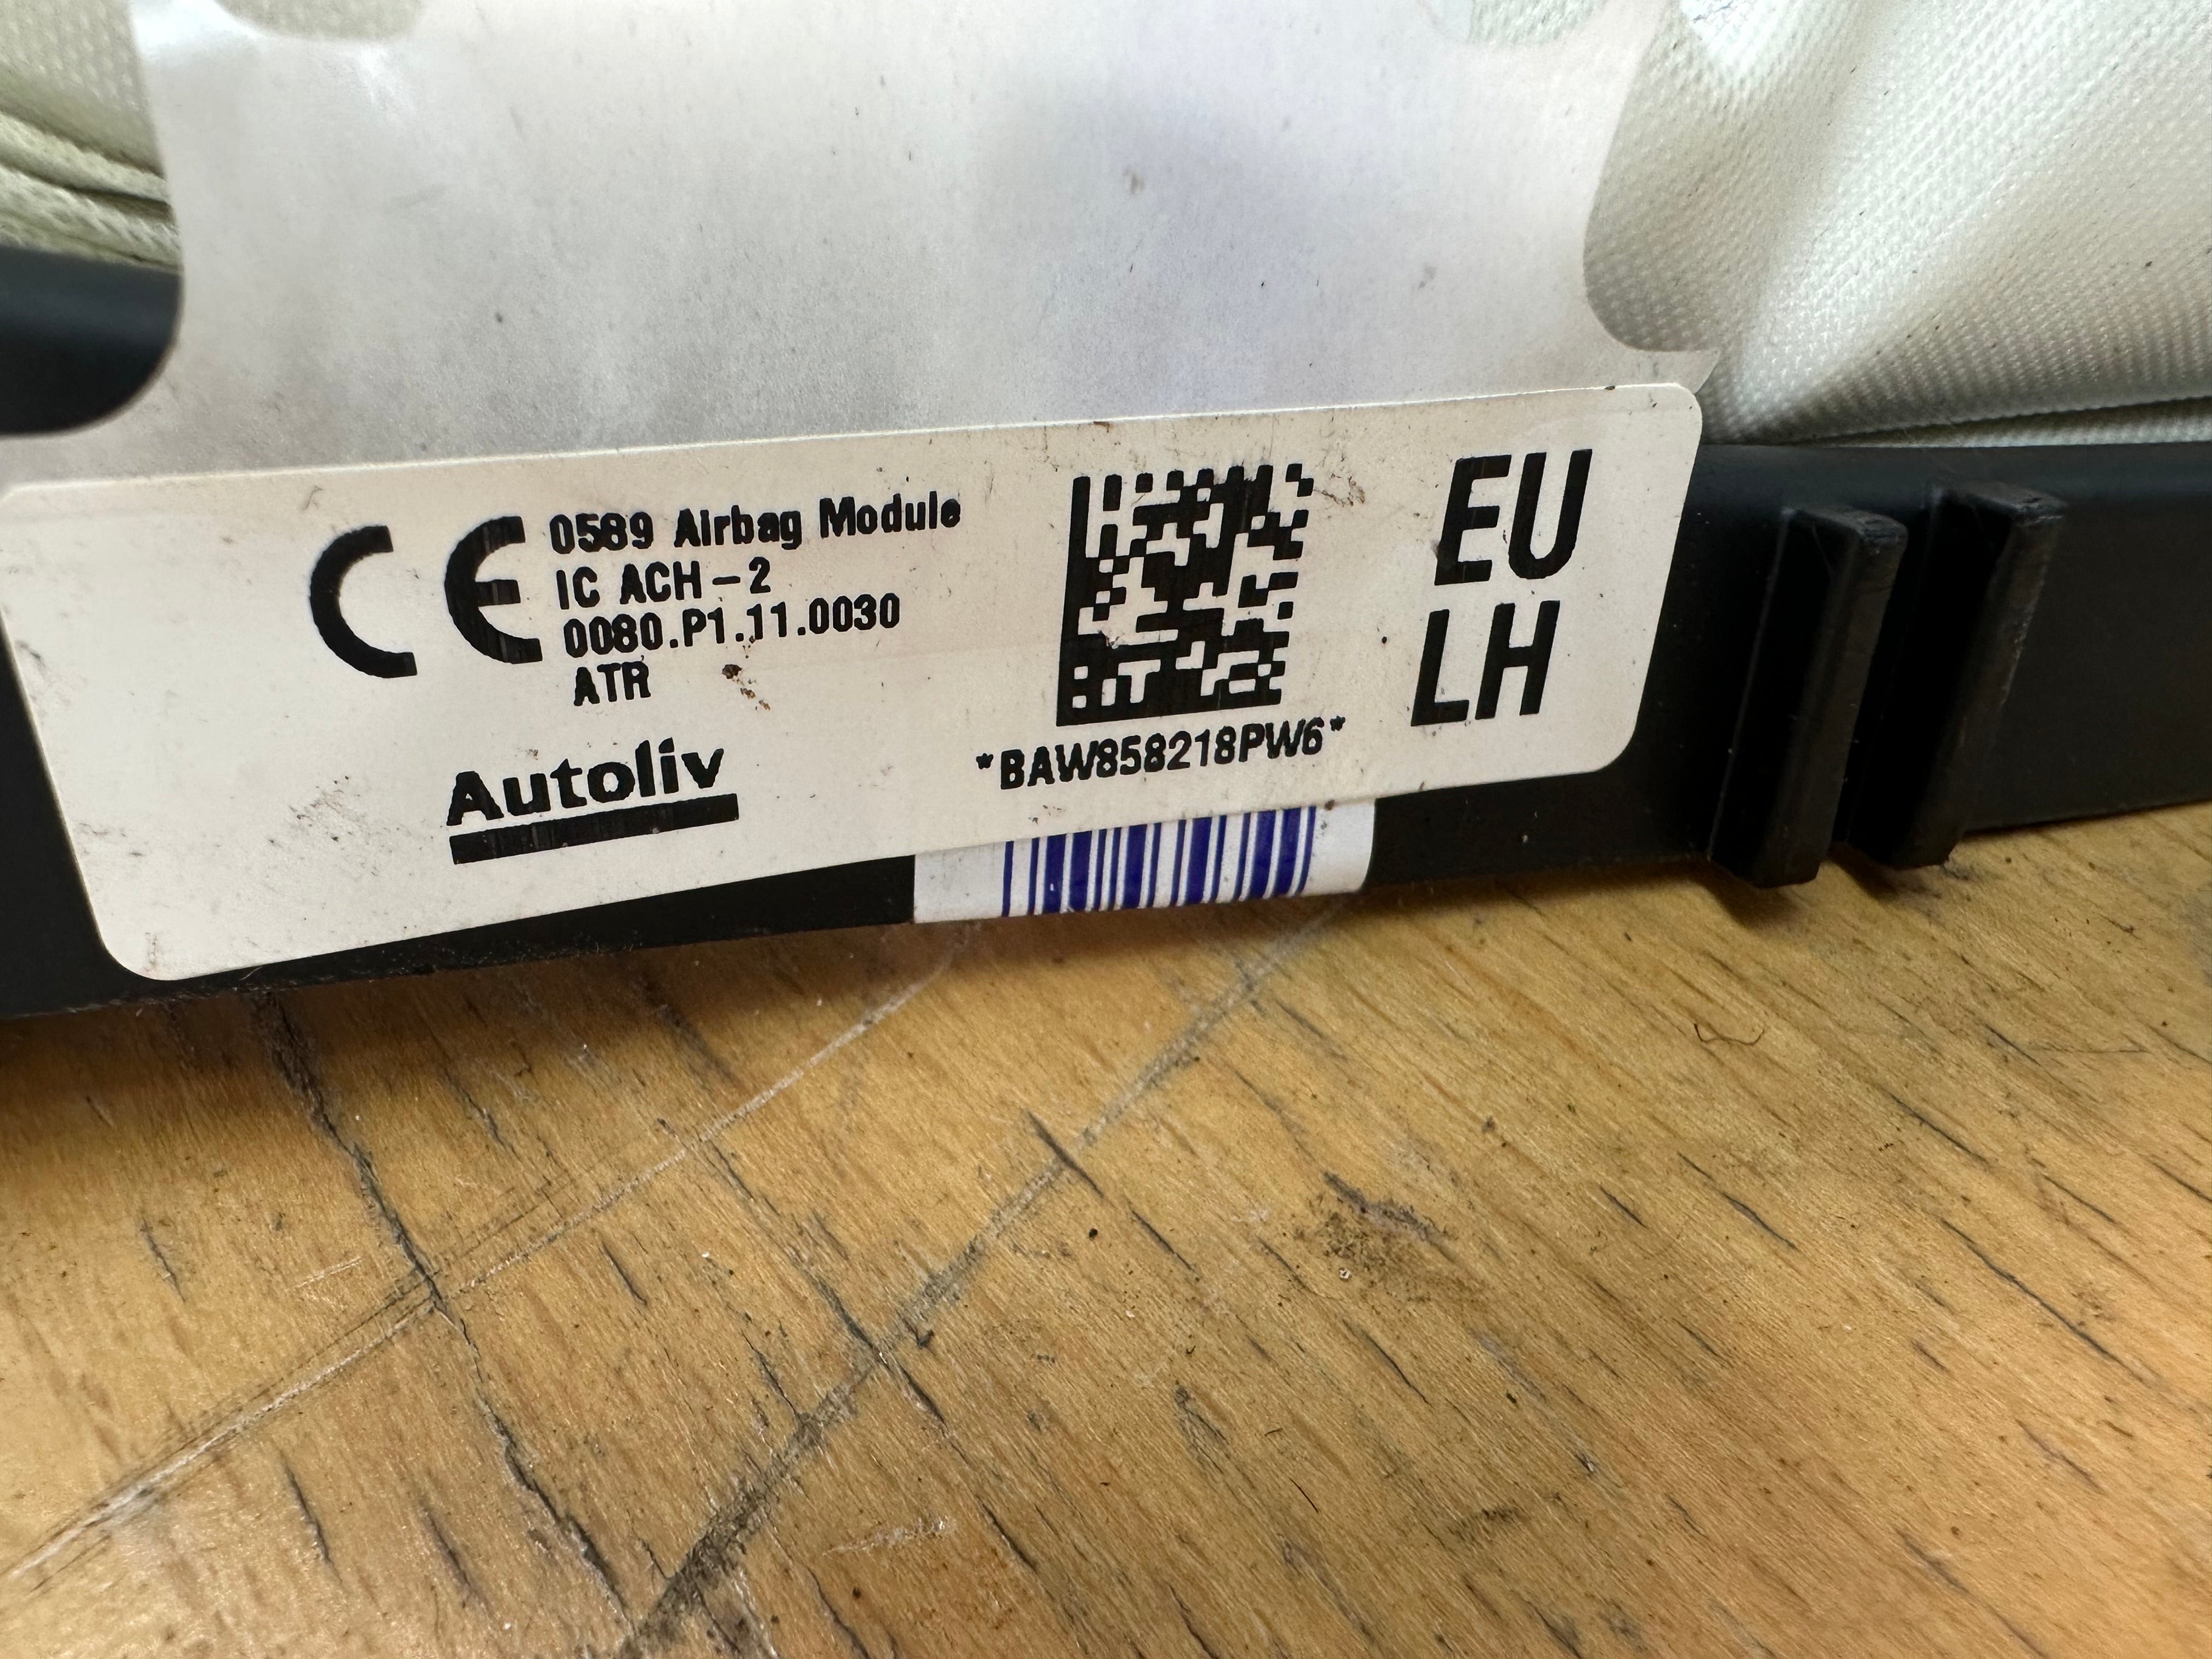 CE 0589 Airbag Module
IC ACH-2
0080.P1.11.0030
ATR
Autoliv
*BAW858218PW6*
EU
LH